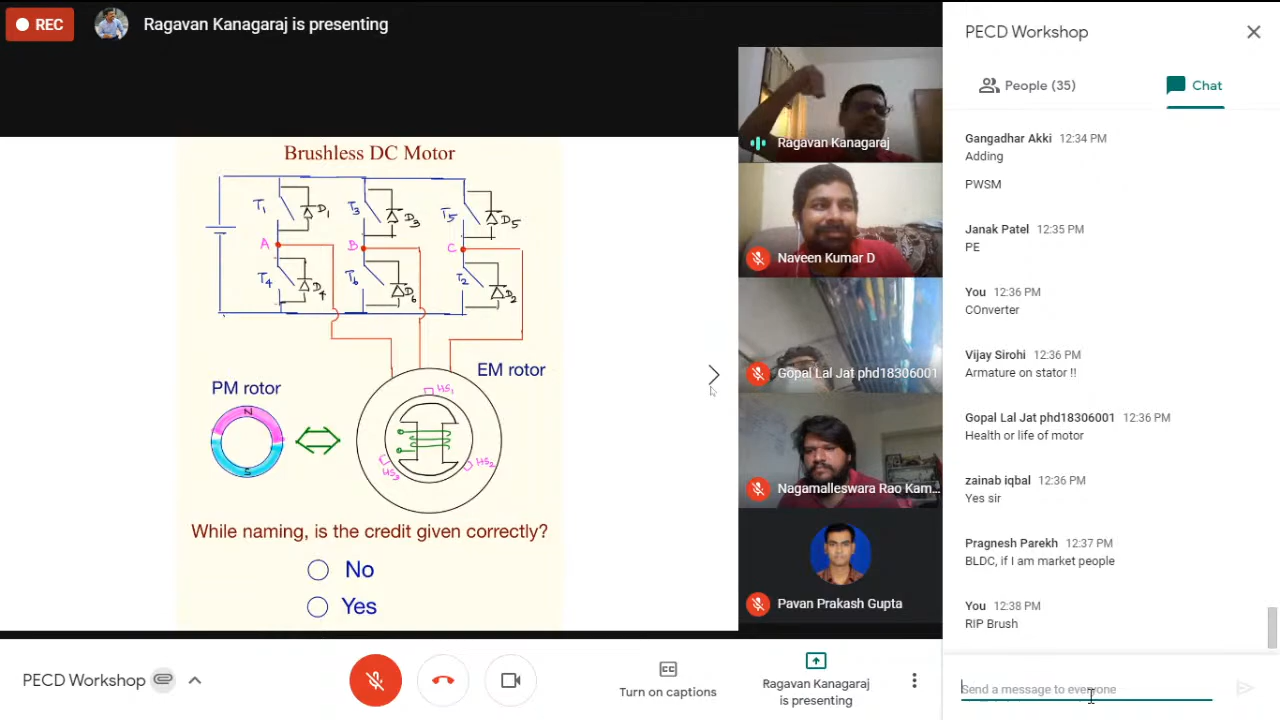 REC
Ragavan Kanagaraj is presenting
Brushless DC Motor
T1 D1 T3 D3 T5 D5
A B C
T4 D4 T6 D6 T2 D2
EM rotor
PM rotor
N
S
HS1
HS3
HS2
While naming, is the credit given correctly?
No
Yes
Ragavan Kanagaraj
Naveen Kumar D
Gopal Lal Jat phd18306001
Nagamalleswara Rao Kam...
Pavan Prakash Gupta
PECD Workshop
People (35)
Chat
Gangadhar Akki 12:34 PM
Adding
PWSM
Janak Patel 12:35 PM
PE
You 12:36 PM
COnverter
Vijay Sirohi 12:36 PM
Armature on stator !!
Gopal Lal Jat phd18306001 12:36 PM
Health or life of motor
zainab iqbal 12:36 PM
Yes sir
Pragnesh Parekh 12:37 PM
BLDC, if I am market people
You 12:38 PM
RIP Brush
Send a message to everyone
PECD Workshop
CC
Turn on captions
Ragavan Kanagaraj
is presenting